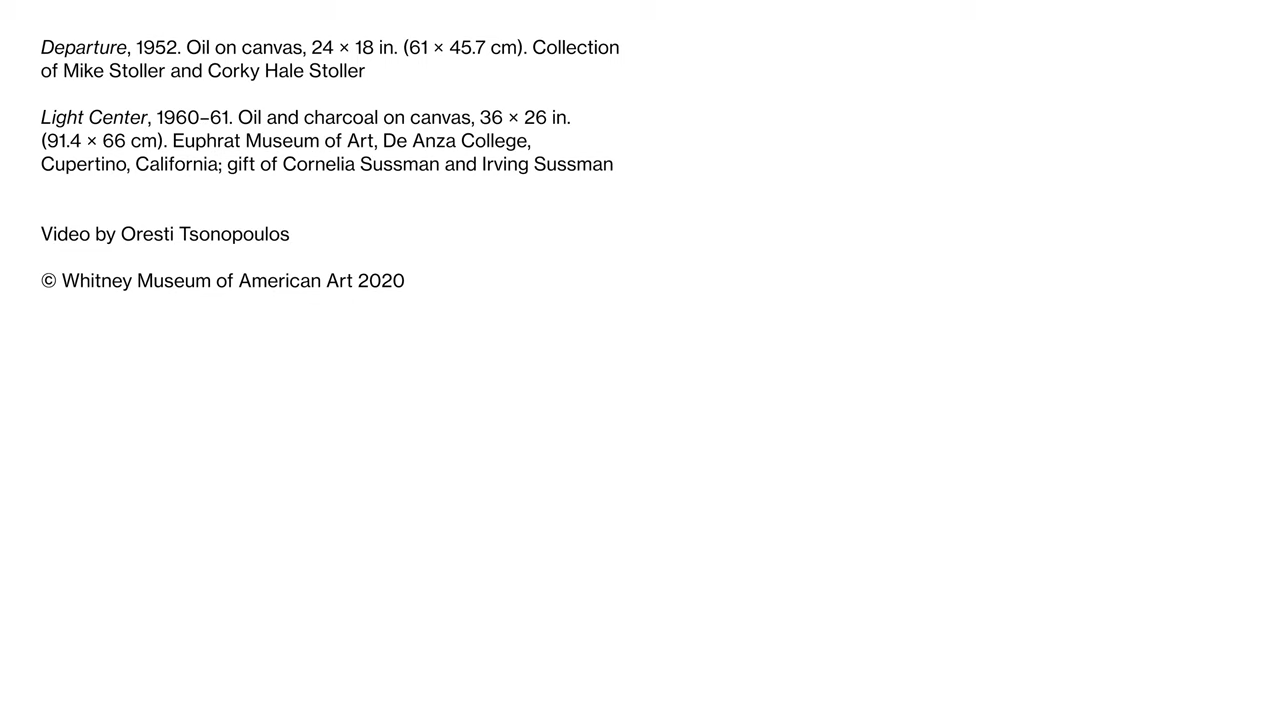 Departure, 1952. Oil on canvas, 24 × 18 in. (61 × 45.7 cm). Collection
of Mike Stoller and Corky Hale Stoller
Light Center, 1960–61. Oil and charcoal on canvas, 36 × 26 in.
(91.4 × 66 cm). Euphrat Museum of Art, De Anza College,
Cupertino, California; gift of Cornelia Sussman and Irving Sussman
Video by Oresti Tsonopoulos
© Whitney Museum of American Art 2020